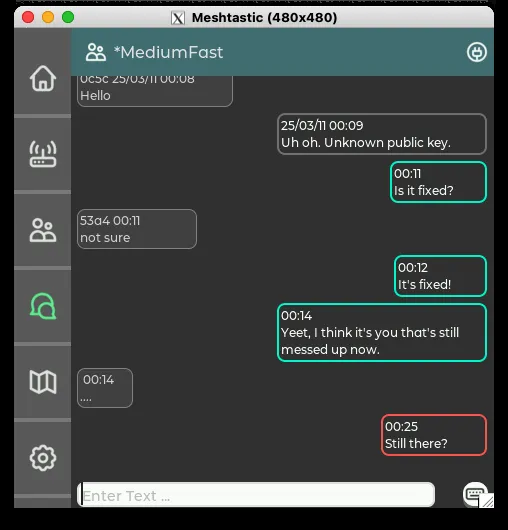 Meshtastic (480x480)
*MediumFast
0c5c 25/03/11 00:08
Hello
25/03/11 00:09
Uh oh. Unknown public key.
00:11
Is it fixed?
53a4 00:11
not sure
00:12
It's fixed!
00:14
Yeet, I think it's you that's still
messed up now.
00:14
....
00:25
Still there?
Enter Text ...